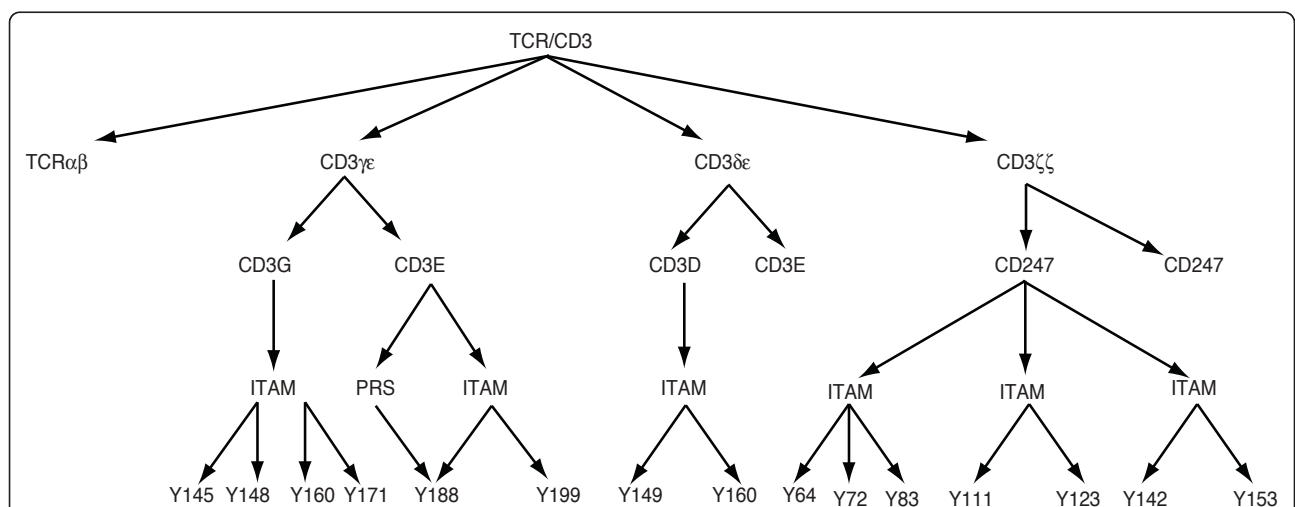 TCR/CD3
TCRαβ CD3γε CD3δε CD3ζζ
CD3G CD3E CD3D CD3E CD247 CD247
ITAM PRS ITAM ITAM ITAM ITAM ITAM
Y145 Y148 Y160 Y171 Y188 Y199 Y149 Y160 Y64 Y72 Y83 Y111 Y123 Y142 Y153